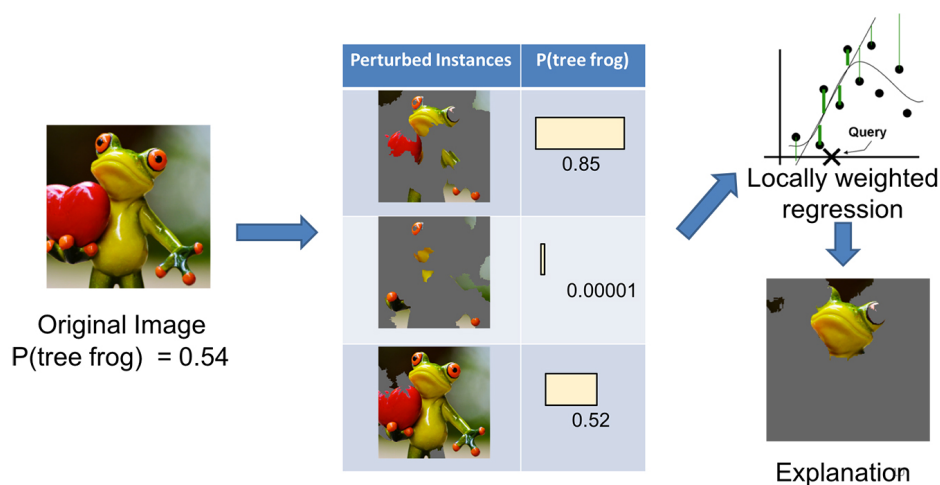 Original Image
P(tree frog) = 0.54
Perturbed Instances
P(tree frog)
0.85
0.00001
0.52
Query
Locally weighted
regression
Explanation